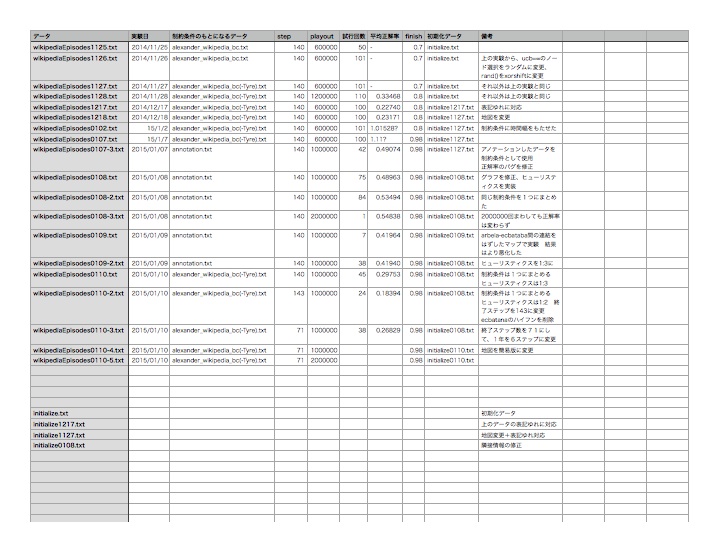 データ 実験日 制約条件のもとになるデータ step playout 試行回数 平均正解率 finish 初期化データ 備考
wikipediaEpisodes1125.txt 2014/11/25 alexander_wikipedia_bc.txt 140 600000 50 - 0.7 initialize.txt
wikipediaEpisodes1126.txt 2014/11/26 alexander_wikipedia_bc.txt 140 600000 101 - 0.7 initialize.txt 上の実験から、ucb==のノー
ド選択をランダムに変更、
rand()をxorshiftに変更
wikipediaEpisodes1127.txt 2014/11/27 alexander_wikipedia_bc(-Tyre).txt 140 600000 101 - 0.7 initialize.txt それ以外は上の実験と同じ
wikipediaEpisodes1128.txt 2014/11/28 alexander_wikipedia_bc(-Tyre).txt 140 1200000 110 0.33468 0.8 initialize.txt それ以外は上の実験と同じ
wikipediaEpisodes1217.txt 2014/12/17 alexander_wikipedia_bc(-Tyre).txt 140 600000 100 0.22740 0.8 initialize1217.txt 表記ゆれに対応
wikipediaEpisodes1218.txt 2014/12/18 alexander_wikipedia_bc(-Tyre).txt 140 600000 100 0.23171 0.8 initialize1127.txt 地図を変更
wikipediaEpisodes0102.txt 15/1/2 alexander_wikipedia_bc(-Tyre).txt 140 600000 101 1.01528? 0.8 initialize1127.txt 制約条件に時間幅をもたせた
wikipediaEpisodes0107.txt 15/1/7 alexander_wikipedia_bc(-Tyre).txt 140 600000 100 1.11? 0.98 initialize1127.txt
wikipediaEpisodes0107-3.txt 2015/01/07 annotation.txt 140 1000000 42 0.49074 0.98 initialize1127.txt アノテーションしたデータを
制約条件として使用
正解率のバグを修正
wikipediaEpisodes0108.txt 2015/01/08 annotation.txt 140 1000000 75 0.48963 0.98 initialize0108.txt グラフを修正、ヒューリステ
ィクスを実装
wikipediaEpisodes0108-2.txt 2015/01/08 annotation.txt 140 1000000 84 0.53494 0.98 initialize0108.txt 同じ制約条件を１つにまとめ
た
wikipediaEpisodes0108-3.txt 2015/01/08 annotation.txt 140 2000000 1 0.54838 0.98 initialize0108.txt 2000000回まわしても正解率
は変わらず
wikipediaEpisodes0109.txt 2015/01/09 annotation.txt 140 1000000 7 0.41964 0.98 initialize0109.txt arbela-ecbataba間の連結を
はずしたマップで実験 結果
はより悪化した
wikipediaEpisodes0109-2.txt 2015/01/09 annotation.txt 140 1000000 38 0.41940 0.98 initialize0108.txt ヒューリスティクスを1:3に
wikipediaEpisodes0110.txt 2015/01/10 alexander_wikipedia_bc(-Tyre).txt 140 1000000 45 0.29753 0.98 initialize0108.txt 制約条件は１つにまとめる
ヒューリスティクスは1:3
wikipediaEpisodes0110-2.txt 2015/01/10 alexander_wikipedia_bc(-Tyre).txt 143 1000000 24 0.18394 0.98 initialize0108.txt 制約条件は１つにまとめる
ヒューリスティクスは1:2 終
了ステップを143に変更
ecbatanaのハイフンを削除
wikipediaEpisodes0110-3.txt 2015/01/10 alexander_wikipedia_bc(-Tyre).txt 71 1000000 38 0.26829 0.98 initialize0108.txt 終了ステップ数を７１にし
て、１年を６ステップに変更
wikipediaEpisodes0110-4.txt 2015/01/10 alexander_wikipedia_bc(-Tyre).txt 71 1000000 0.98 initialize0110.txt 地図を簡易版に変更
wikipediaEpisodes0110-5.txt 2015/01/10 alexander_wikipedia_bc(-Tyre).txt 71 2000000 0.98 initialize0110.txt
initialize.txt 初期化データ
initialize1217.txt 上のデータの表記ゆれに対応
initialize1127.txt 地図変更＋表記ゆれ対応
initialize0108.txt 隣接情報の修正